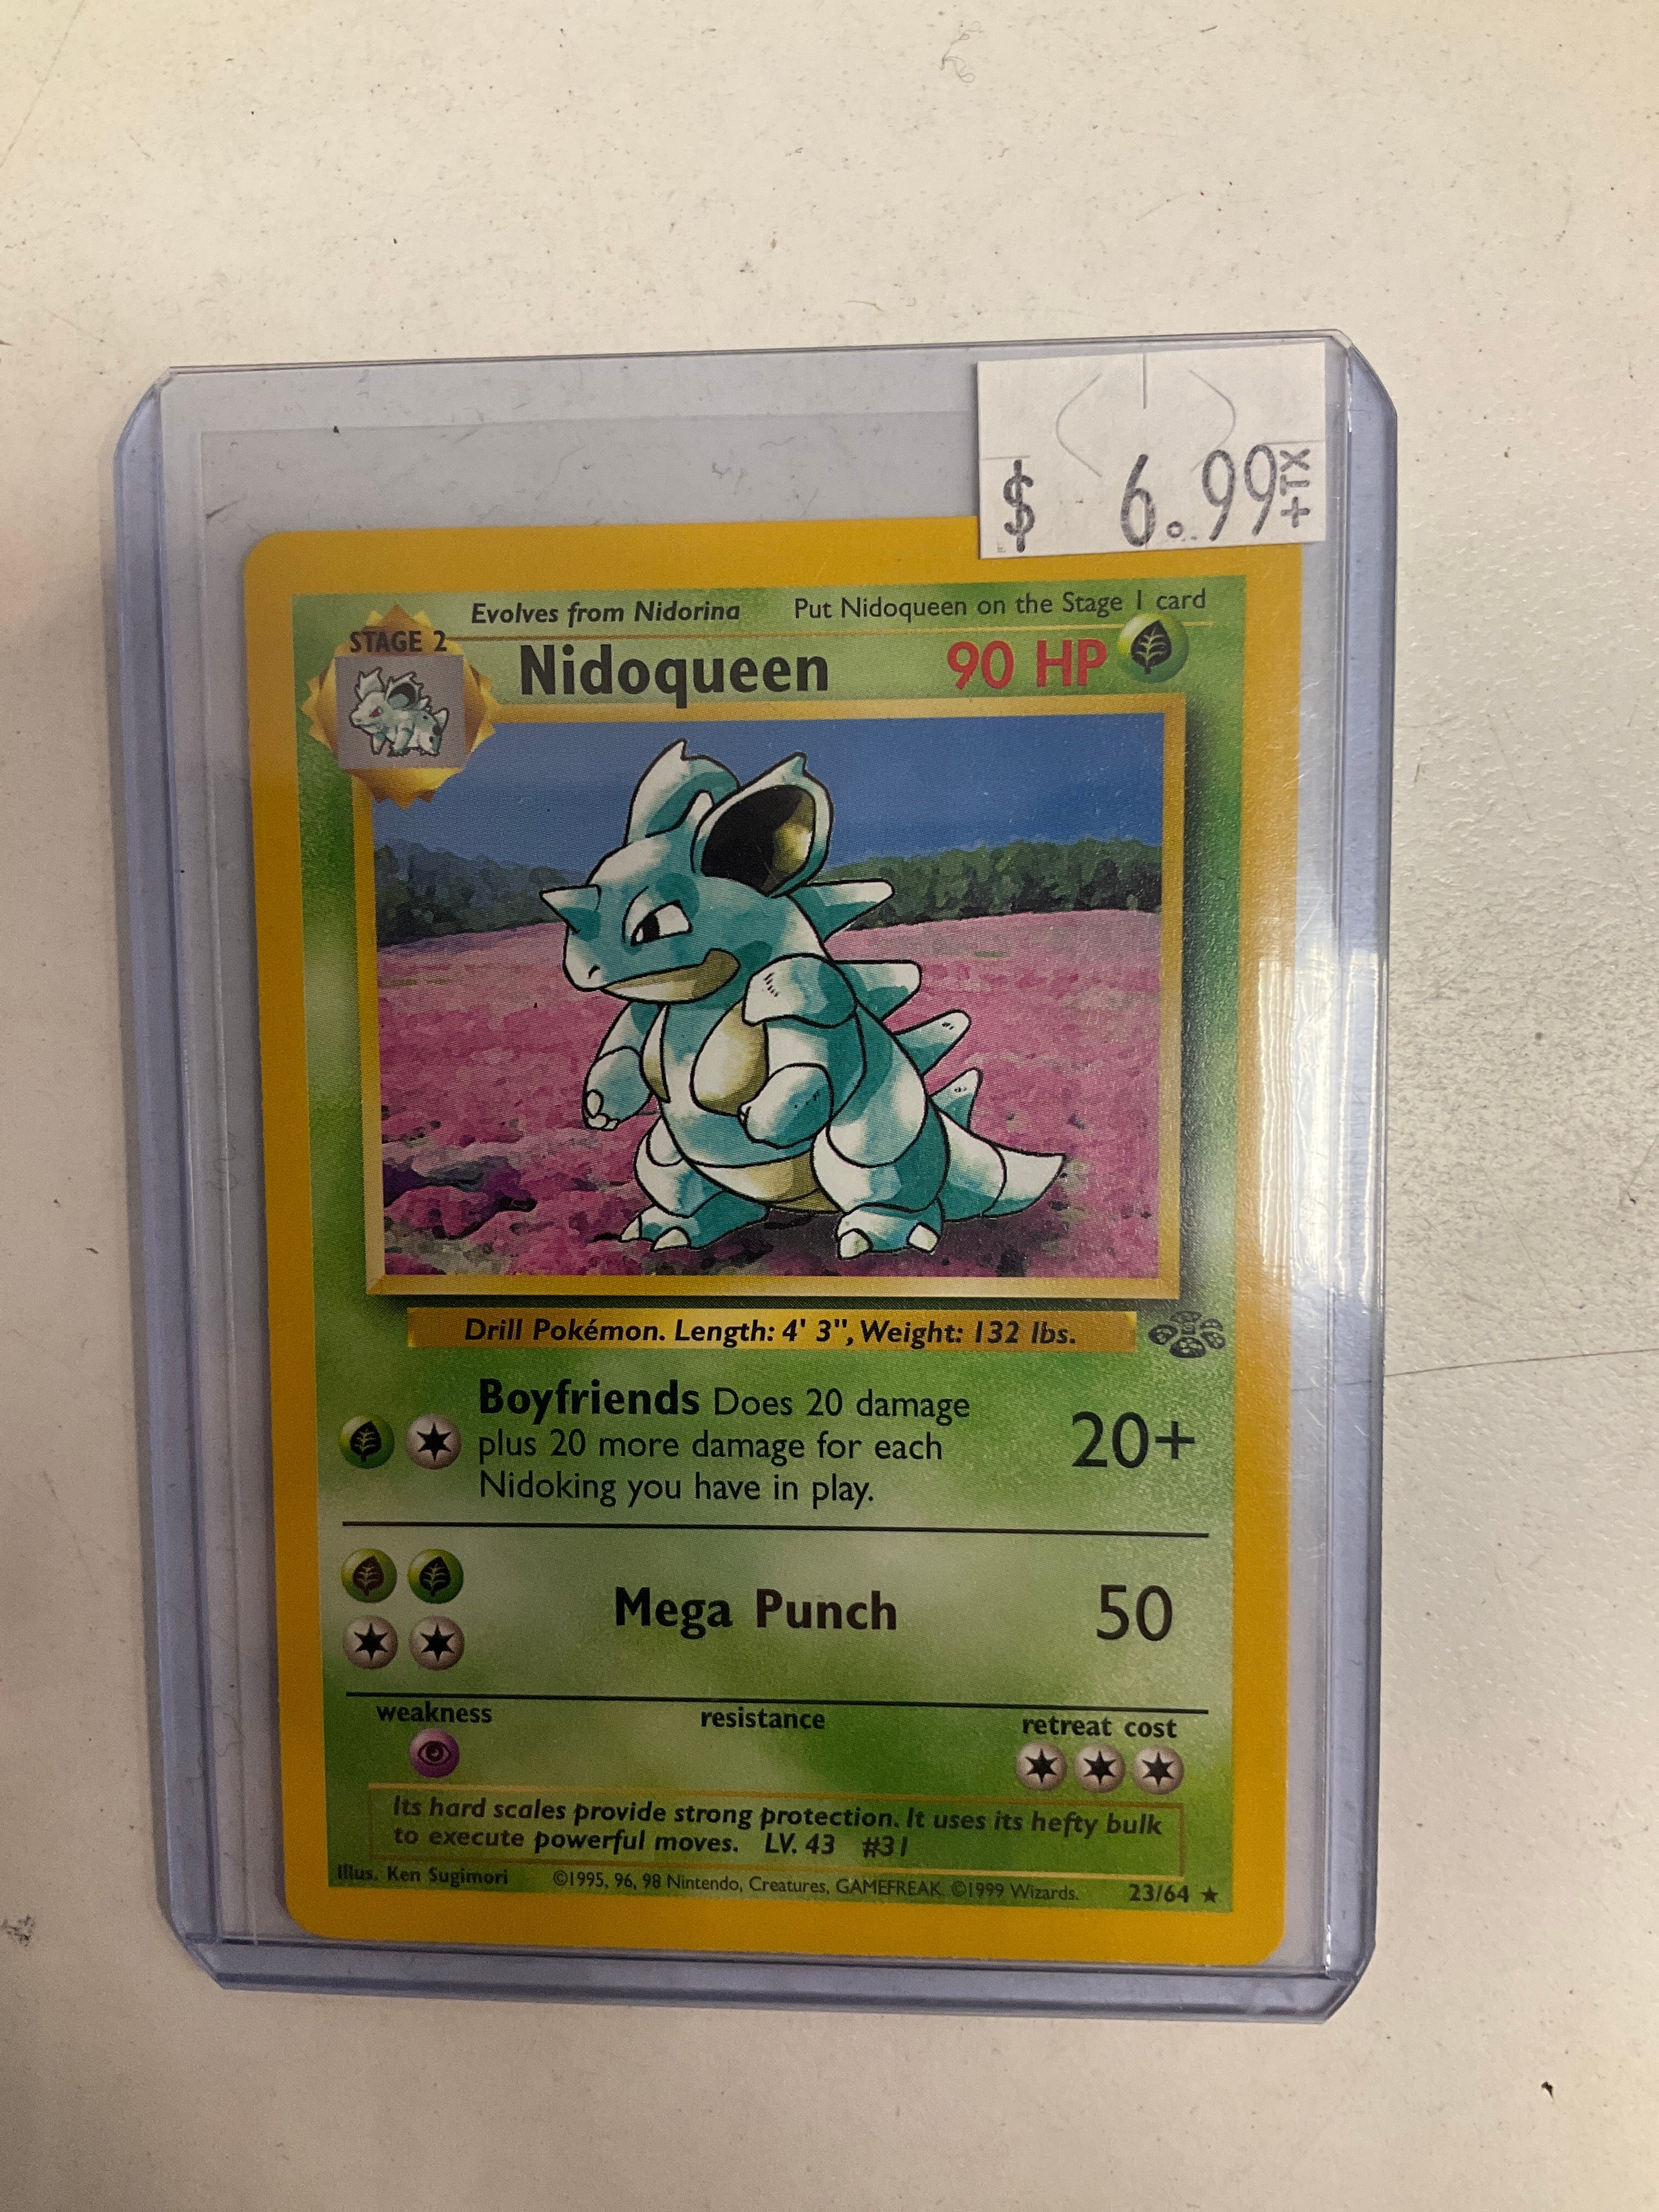 $ 6.99 +TX
Evolves from Nidorina Put Nidoqueen on the Stage 1 card
STAGE 2
Nidoqueen 90 HP
Drill Pokémon. Length: 4' 3", Weight: 132 lbs.
Boyfriends Does 20 damage
plus 20 more damage for each
Nidoking you have in play.
20+
Mega Punch 50
weakness resistance retreat cost
Its hard scales provide strong protection. It uses its hefty bulk
to execute powerful moves. LV. 43 #31
Illus. Ken Sugimori ©1995, 96, 98 Nintendo, Creatures, GAMEFREAK. ©1999 Wizards. 23/64 ★